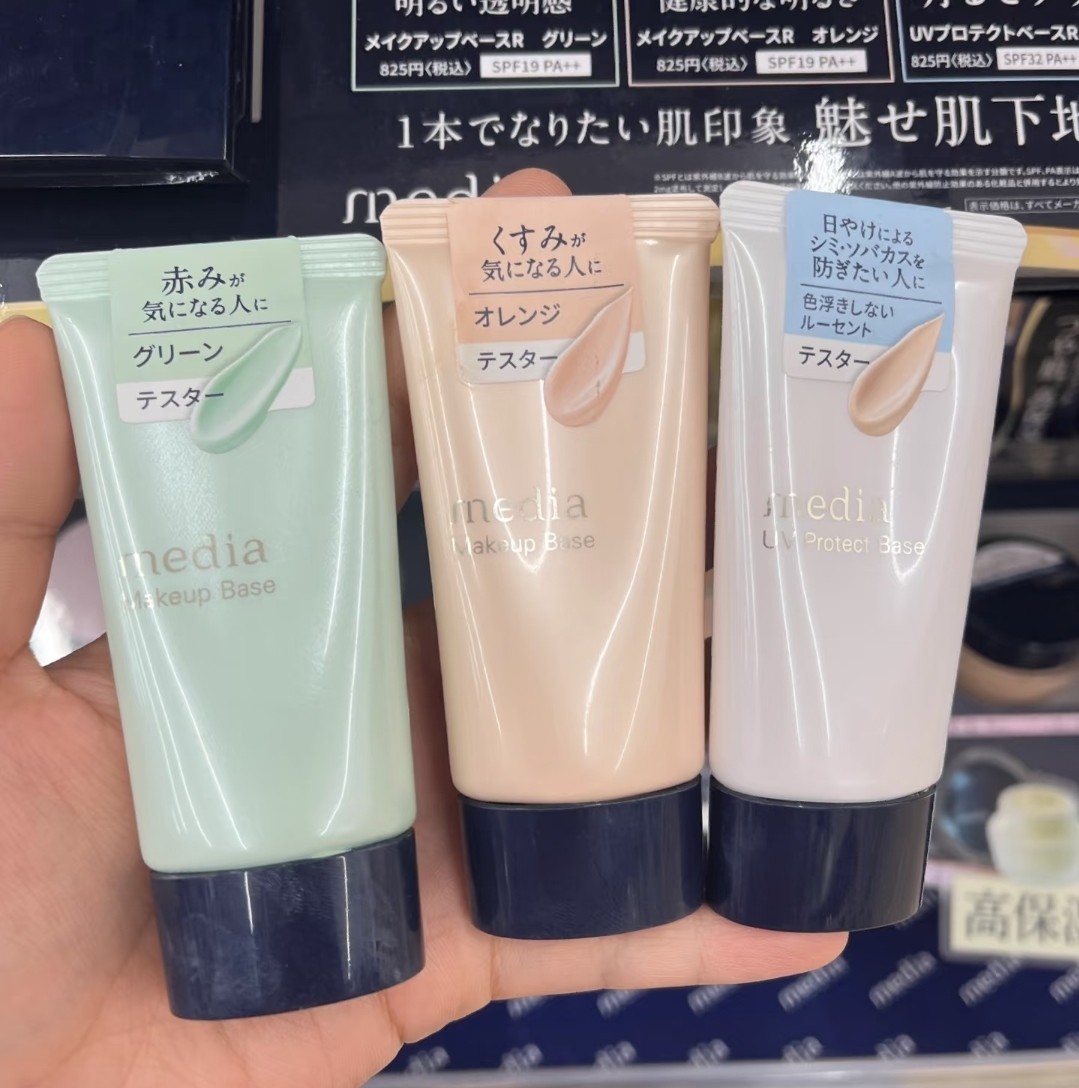 明るい透明感
メイクアップベースR グリーン
825円〈税込〉 SPF19 PA++
健康的な明るさ
メイクアップベースR オレンジ
825円〈税込〉 SPF19 PA++
UVプロテクトベースR
825円〈税込〉 SPF32 PA++
1本でなりたい肌印象 魅せ肌下地
赤みが
気になる人に
グリーン
テスター
media
Makeup Base
くすみが
気になる人に
オレンジ
テスター
media
Makeup Base
日やけによる
シミ・ソバカスを
防ぎたい人に
色浮きしない
ルーセント
テスター
media
UV Protect Base
高保湿
media
media
media